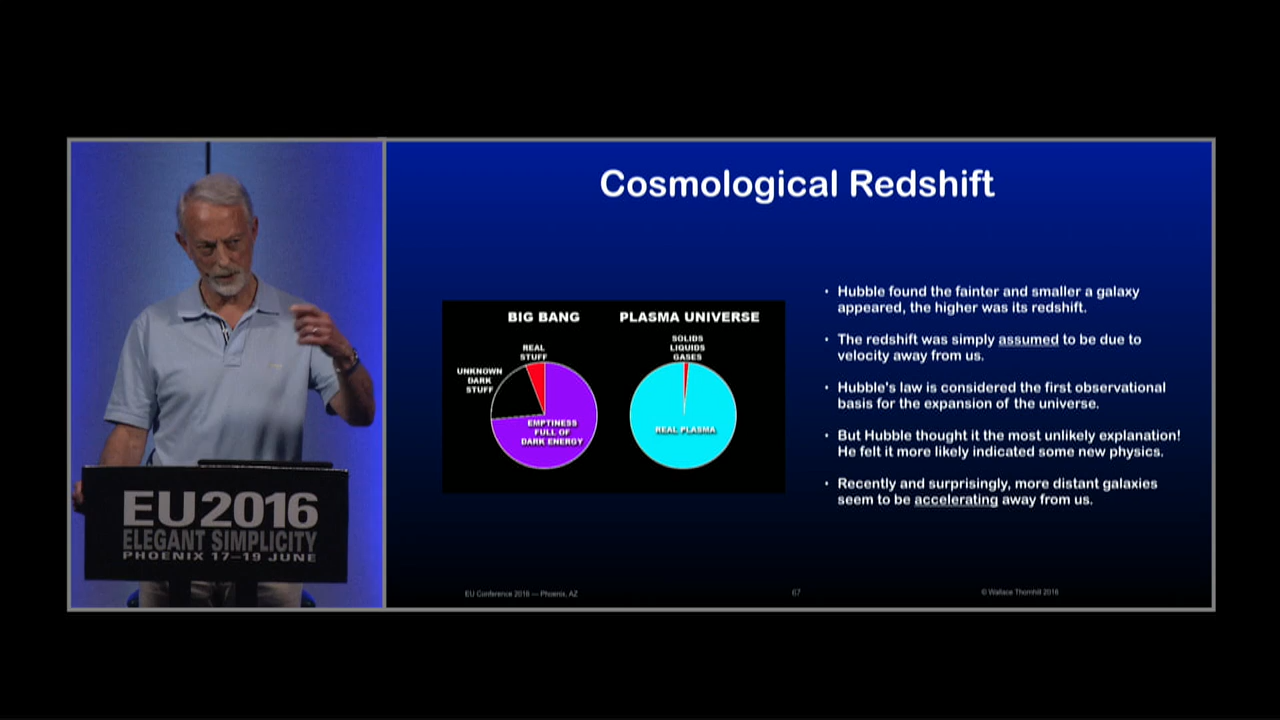 Cosmological Redshift
BIG BANG
PLASMA UNIVERSE
REAL
STUFF
UNKNOWN
DARK
STUFF
EMPTINESS
FULL OF
DARK ENERGY
SOLIDS
LIQUIDS
GASES
REAL PLASMA
• Hubble found the fainter and smaller a galaxy
appeared, the higher was its redshift.
• The redshift was simply assumed to be due to
velocity away from us.
• Hubble's law is considered the first observational
basis for the expansion of the universe.
• But Hubble thought it the most unlikely explanation!
He felt it more likely indicated some new physics.
• Recently and surprisingly, more distant galaxies
seem to be accelerating away from us.
EU2016
ELEGANT SIMPLICITY
PHOENIX 17–19 JUNE
EU Conference 2016 — Phoenix, AZ
67
© Wallace Thornhill 2016